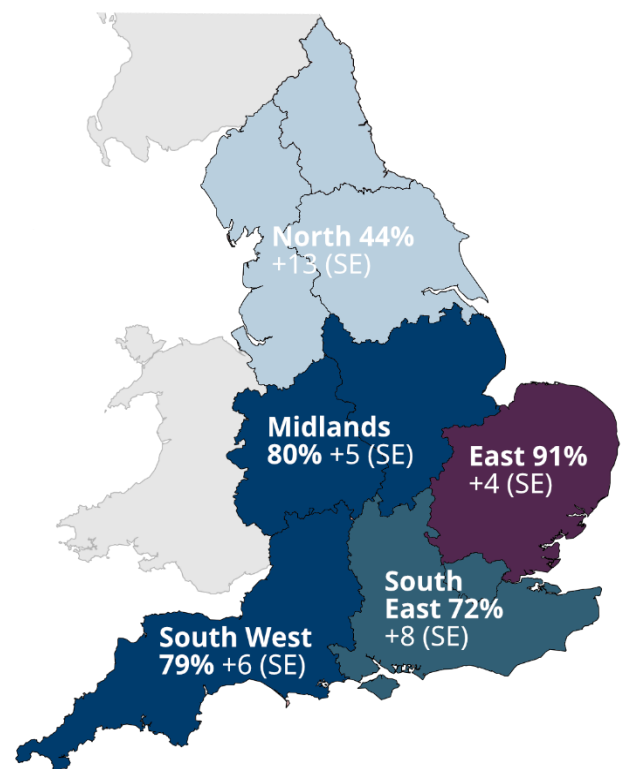 North 44%
+13 (SE)
Midlands
80% +5 (SE)
East 91%
+4 (SE)
South
East 72%
+8 (SE)
South West
79% +6 (SE)